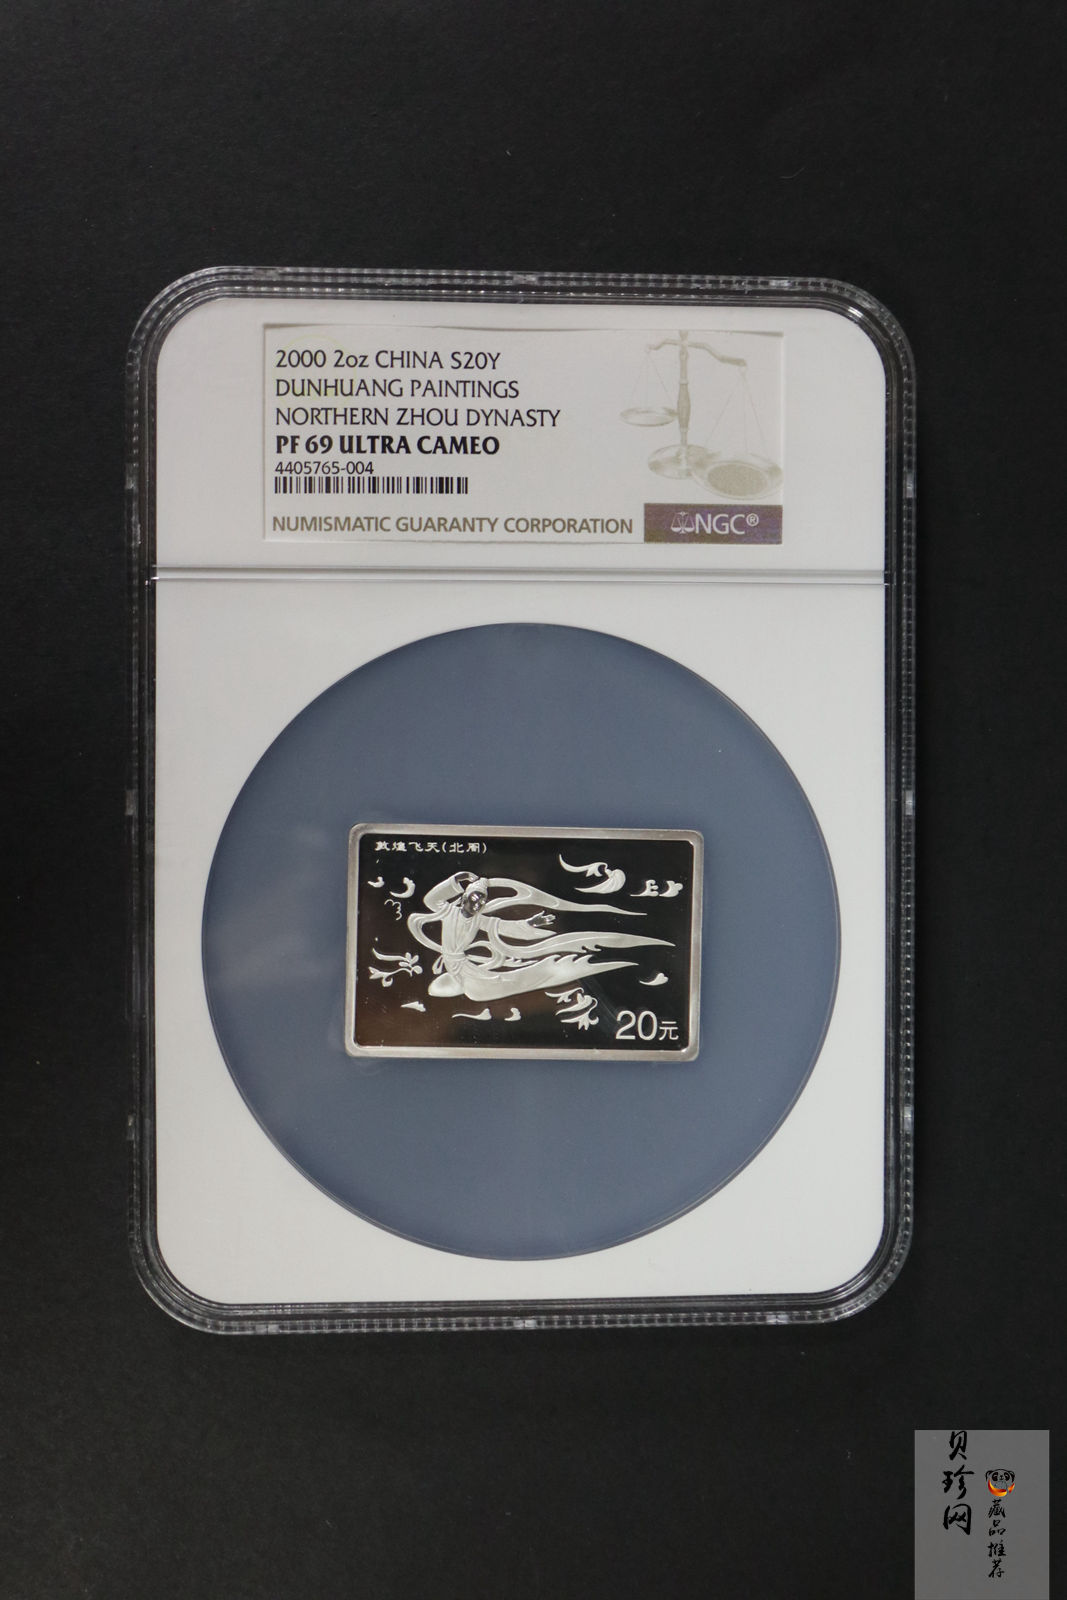 2000 2oz CHINA S20Y
DUNHUANG PAINTINGS
NORTHERN ZHOU DYNASTY
PF 69 ULTRA CAMEO
4405765-004
NUMISMATIC GUARANTY CORPORATION
NGC®
敦煌飞天(北周)
20元
贝珍网
藏品推荐